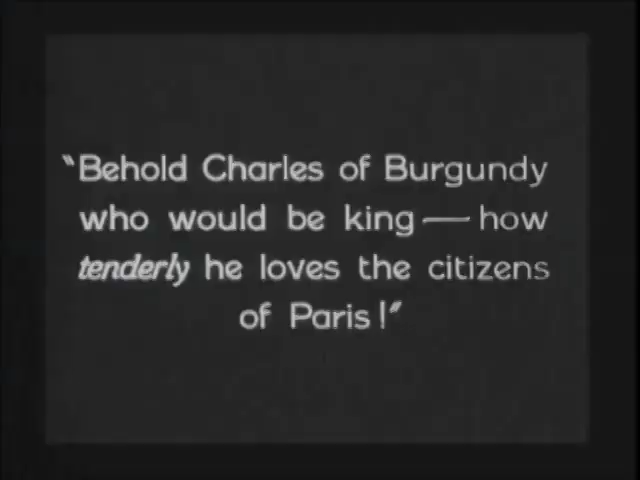 "Behold Charles of Burgundy
who would be king — how
tenderly he loves the citizens
of Paris!"